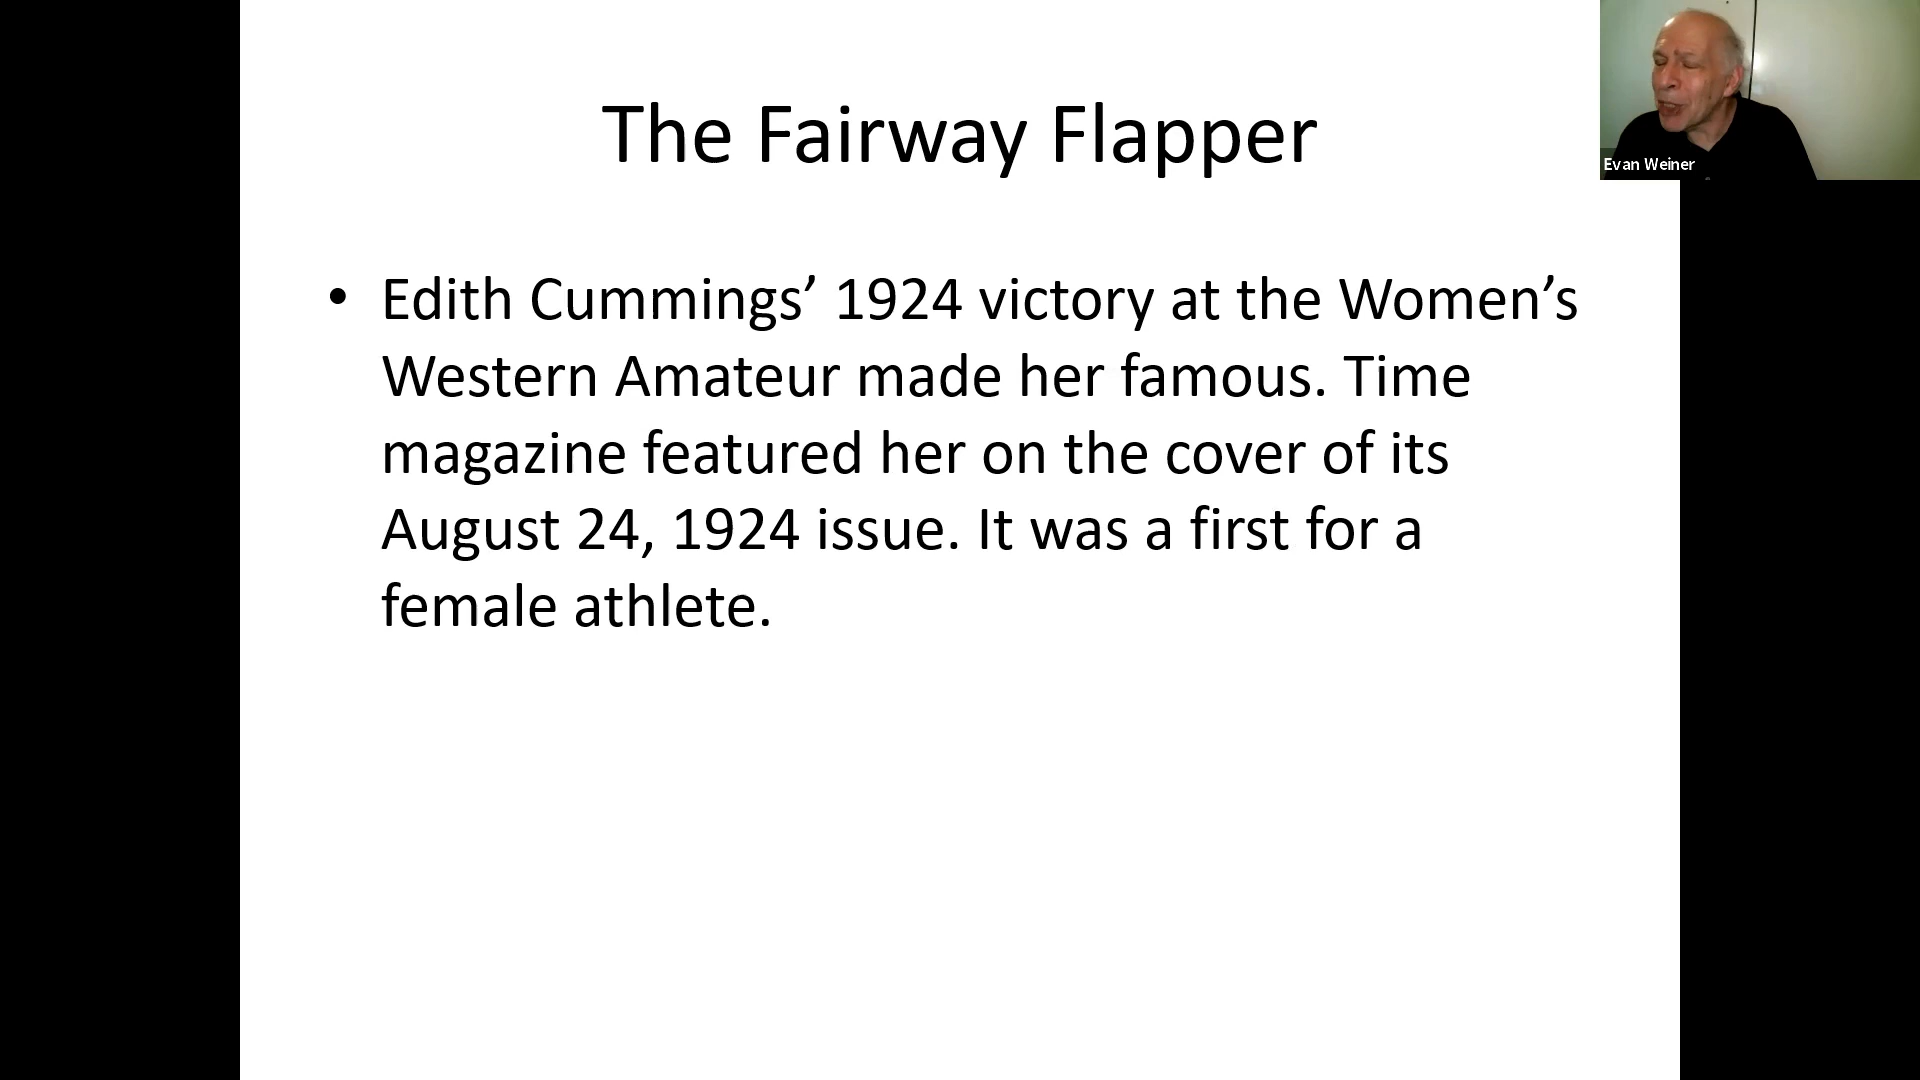 The Fairway Flapper
Evan Weiner
• Edith Cummings’ 1924 victory at the Women’s
Western Amateur made her famous. Time
magazine featured her on the cover of its
August 24, 1924 issue. It was a first for a
female athlete.